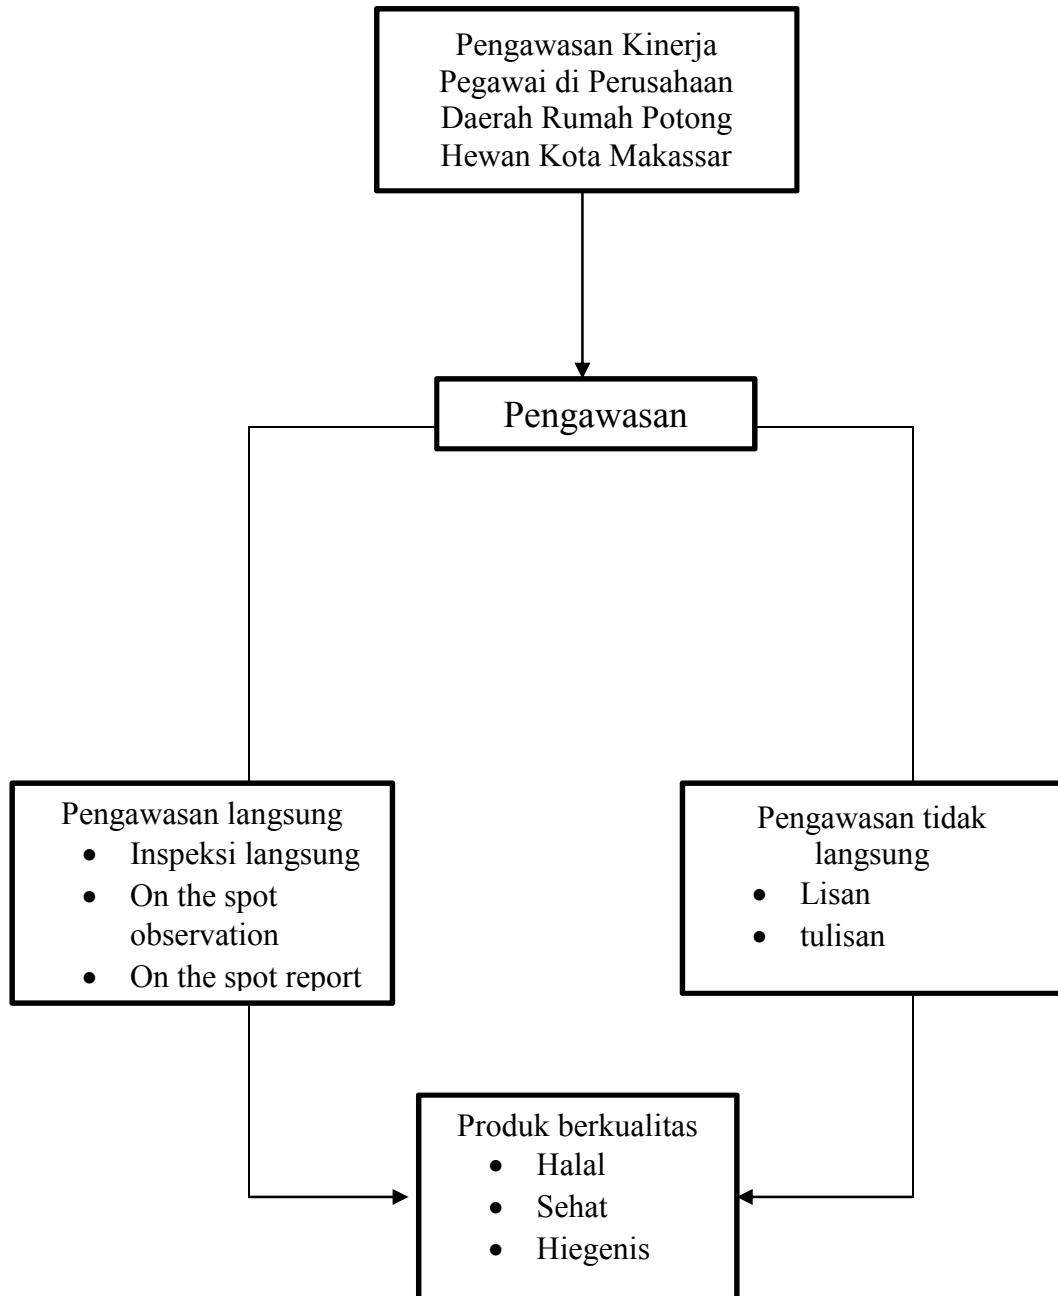 Pengawasan Kinerja
Pegawai di Perusahaan
Daerah Rumah Potong
Hewan Kota Makassar
Pengawasan
Pengawasan langsung
• Inspeksi langsung
• On the spot
observation
• On the spot report
Pengawasan tidak
langsung
• Lisan
• tulisan
Produk berkualitas
• Halal
• Sehat
• Hiegenis